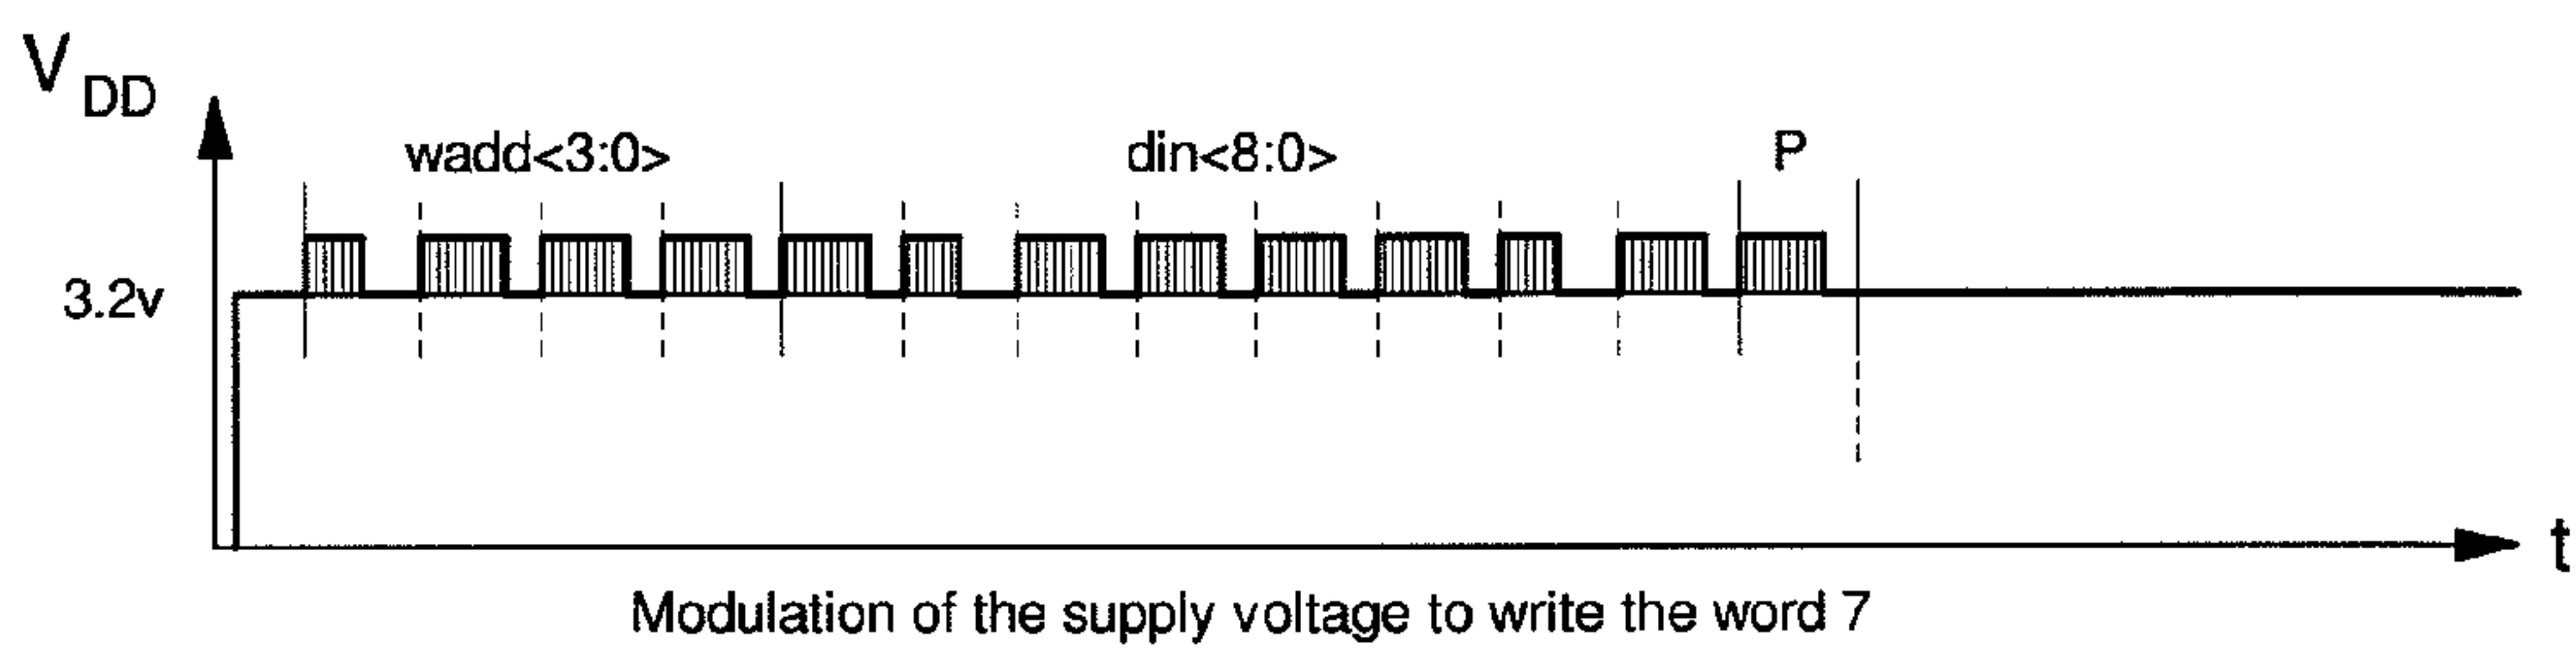 V DD
wadd<3:0>
din<8:0>
P
3.2v
t
Modulation of the supply voltage to write the word 7